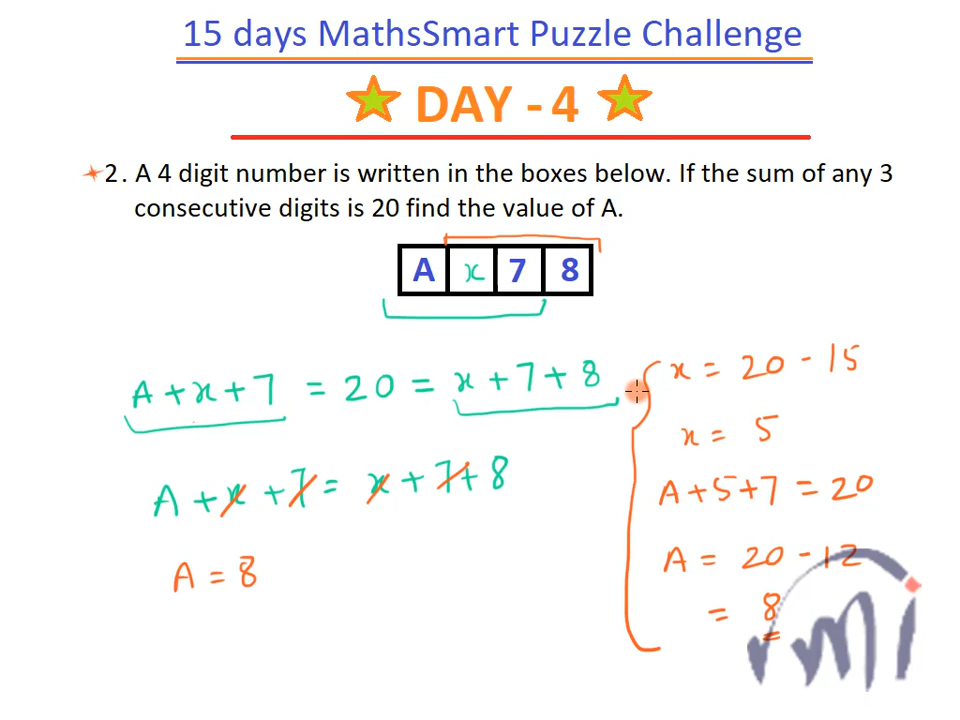 15 days MathsSmart Puzzle Challenge
DAY - 4
2. A 4 digit number is written in the boxes below. If the sum of any 3
consecutive digits is 20 find the value of A.
A x 7 8
A + x + 7 = 20 = x + 7 + 8
A + x + 7 = x + 7 + 8
A = 8
x = 20 - 15
x = 5
A + 5 + 7 = 20
A = 20 - 12
= 8
rmi